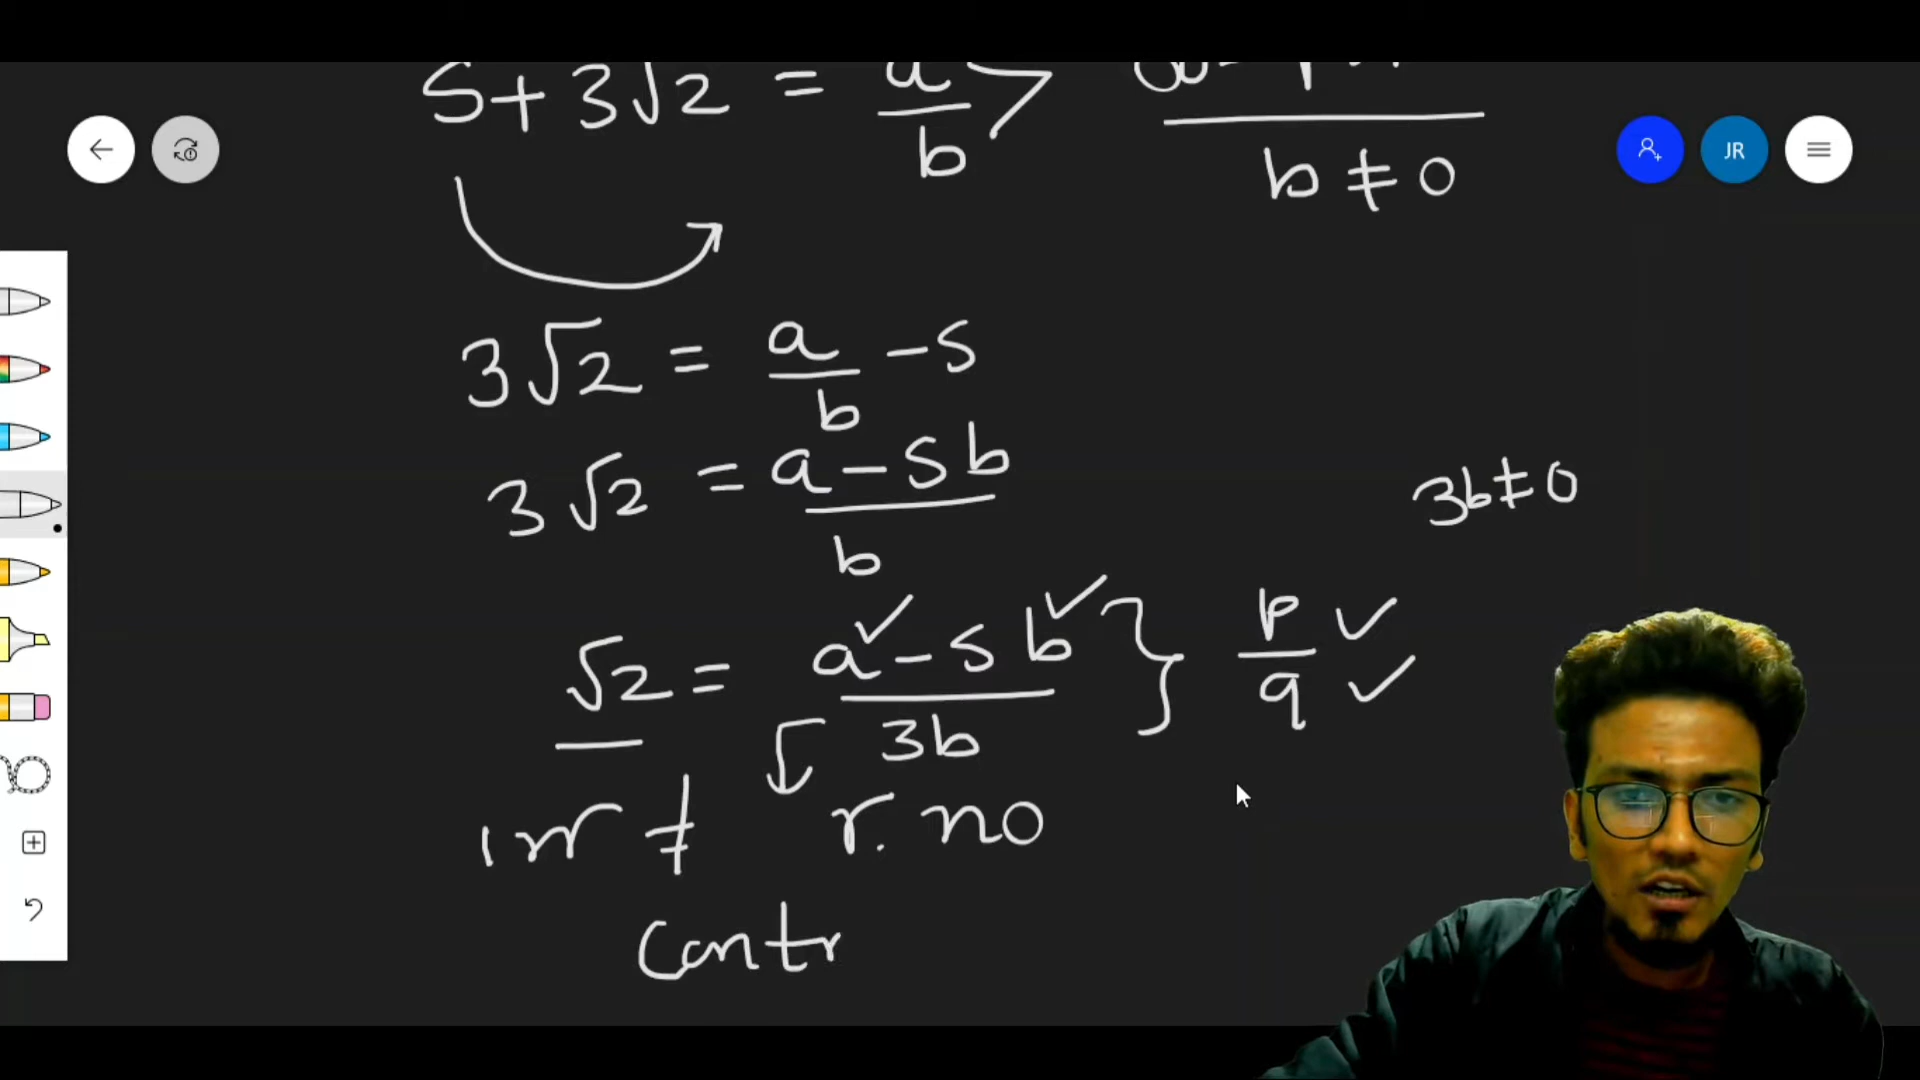 5+3√2 = a/b
b ≠ 0
JR
3√2 = a/b - 5
3√2 = a-5b/b
3b≠0
√2 = a-5b/3b } p/q
irr ≠ r. no
Contr